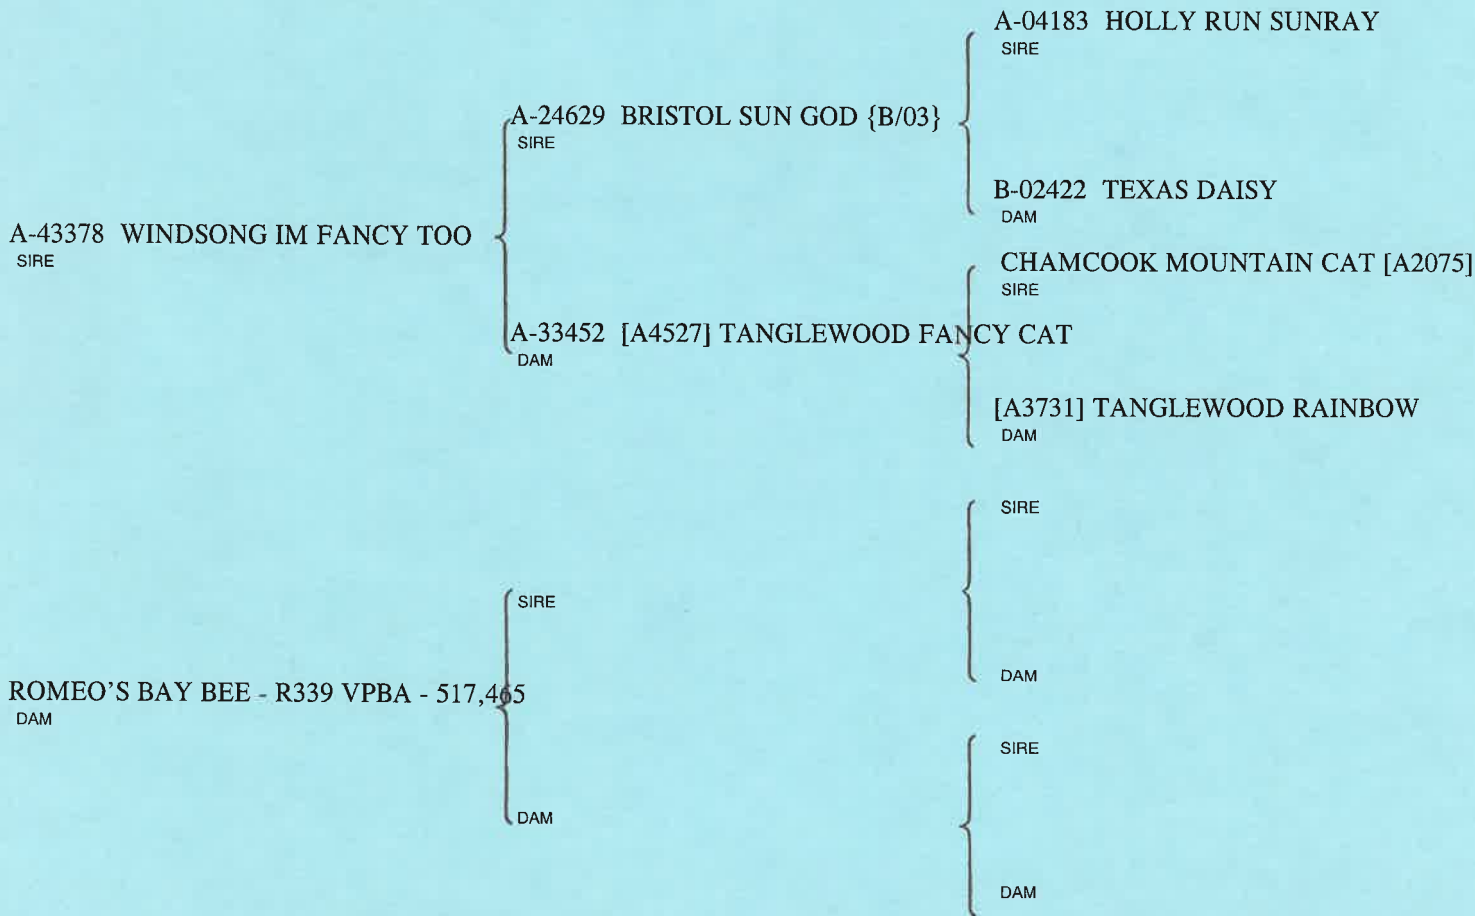 A-04183 HOLLY RUN SUNRAY
SIRE
A-24629 BRISTOL SUN GOD {B/03}
SIRE
B-02422 TEXAS DAISY
DAM
A-43378 WINDSONG IM FANCY TOO
SIRE
CHAMCOOK MOUNTAIN CAT [A2075]
SIRE
A-33452 [A4527] TANGLEWOOD FANCY CAT
DAM
[A3731] TANGLEWOOD RAINBOW
DAM
SIRE
SIRE
DAM
ROMEO'S BAY BEE - R339 VPBA - 517,465
DAM
SIRE
DAM
DAM